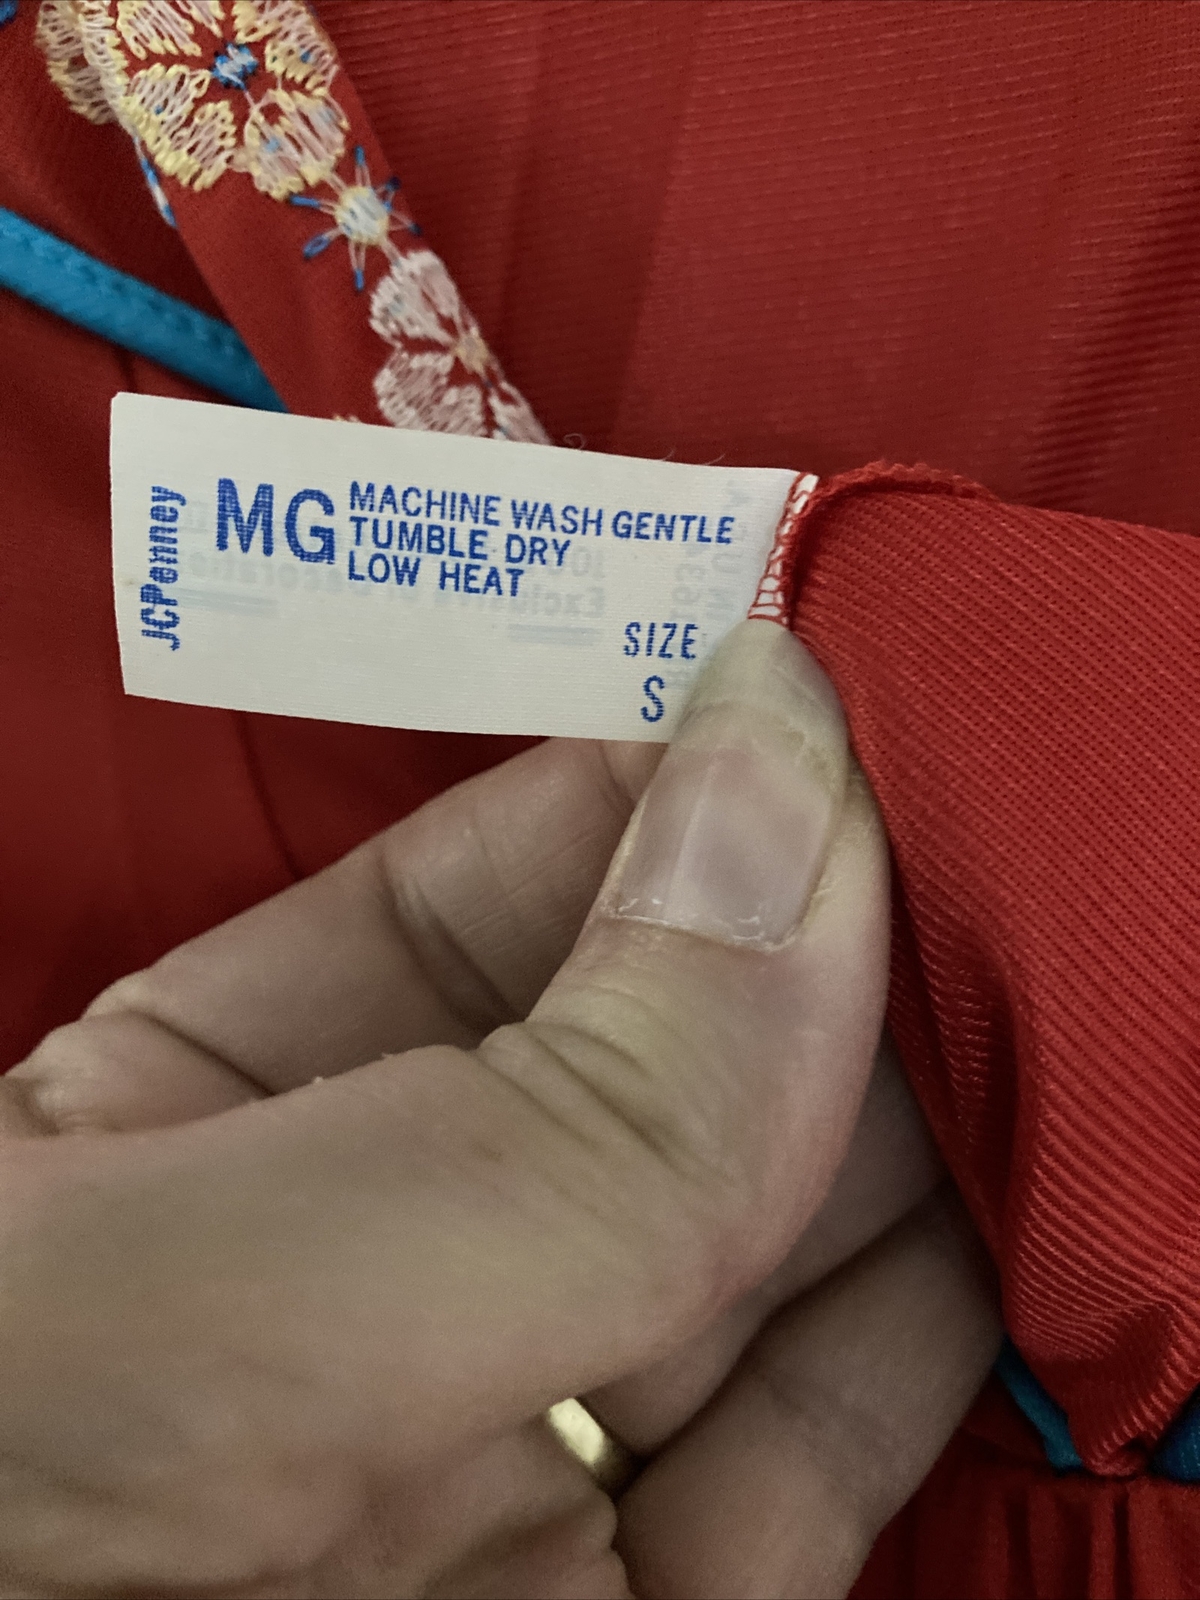 JCPenney
MG
MACHINE WASH GENTLE
TUMBLE DRY
LOW HEAT
SIZE
S